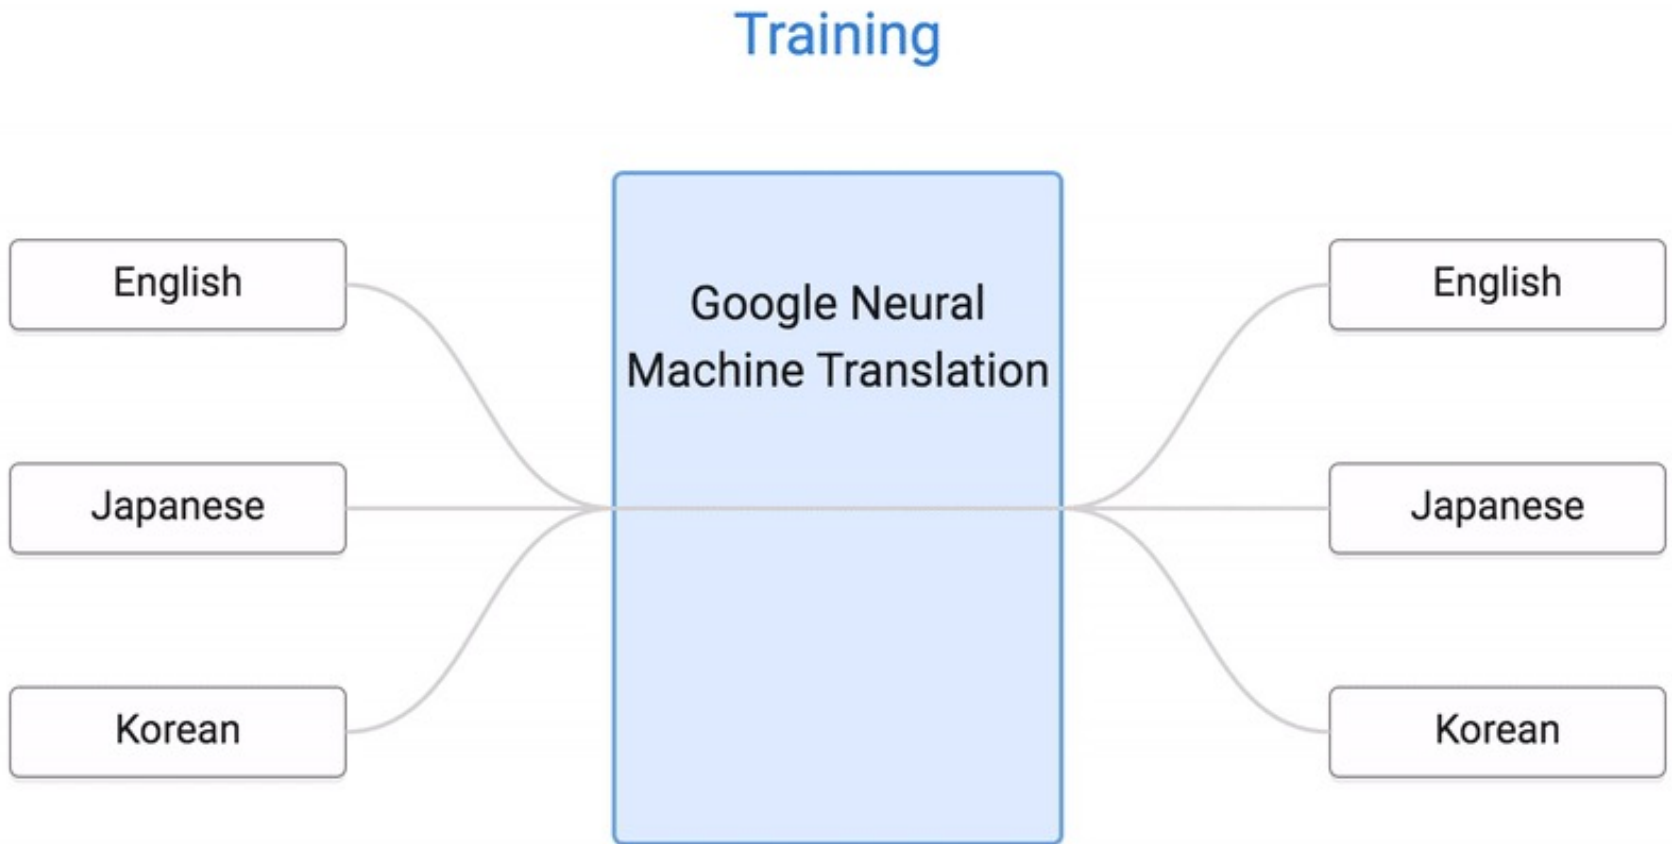 Training
English
Japanese
Korean
Google Neural
Machine Translation
English
Japanese
Korean